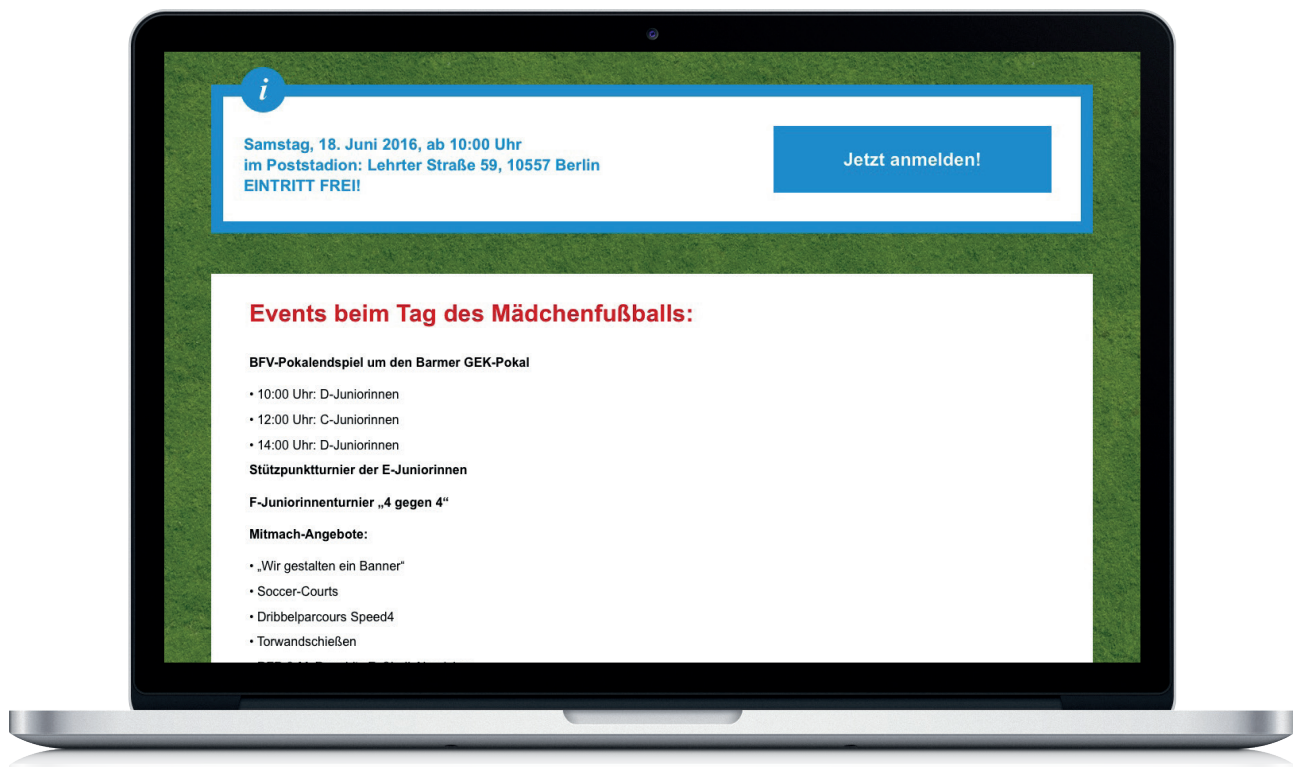 i
Samstag, 18. Juni 2016, ab 10:00 Uhr
im Poststadion: Lehrter Straße 59, 10557 Berlin
EINTRITT FREI!
Jetzt anmelden!
Events beim Tag des Mädchenfußballs:
BFV-Pokalendspiel um den Barmer GEK-Pokal
• 10:00 Uhr: D-Juniorinnen
• 12:00 Uhr: C-Juniorinnen
• 14:00 Uhr: D-Juniorinnen
Stützpunktturnier der E-Juniorinnen
F-Juniorinnenturnier „4 gegen 4“
Mitmach-Angebote:
• „Wir gestalten ein Banner“
• Soccer-Courts
• Dribbelparcours Speed4
• Torwandschießen